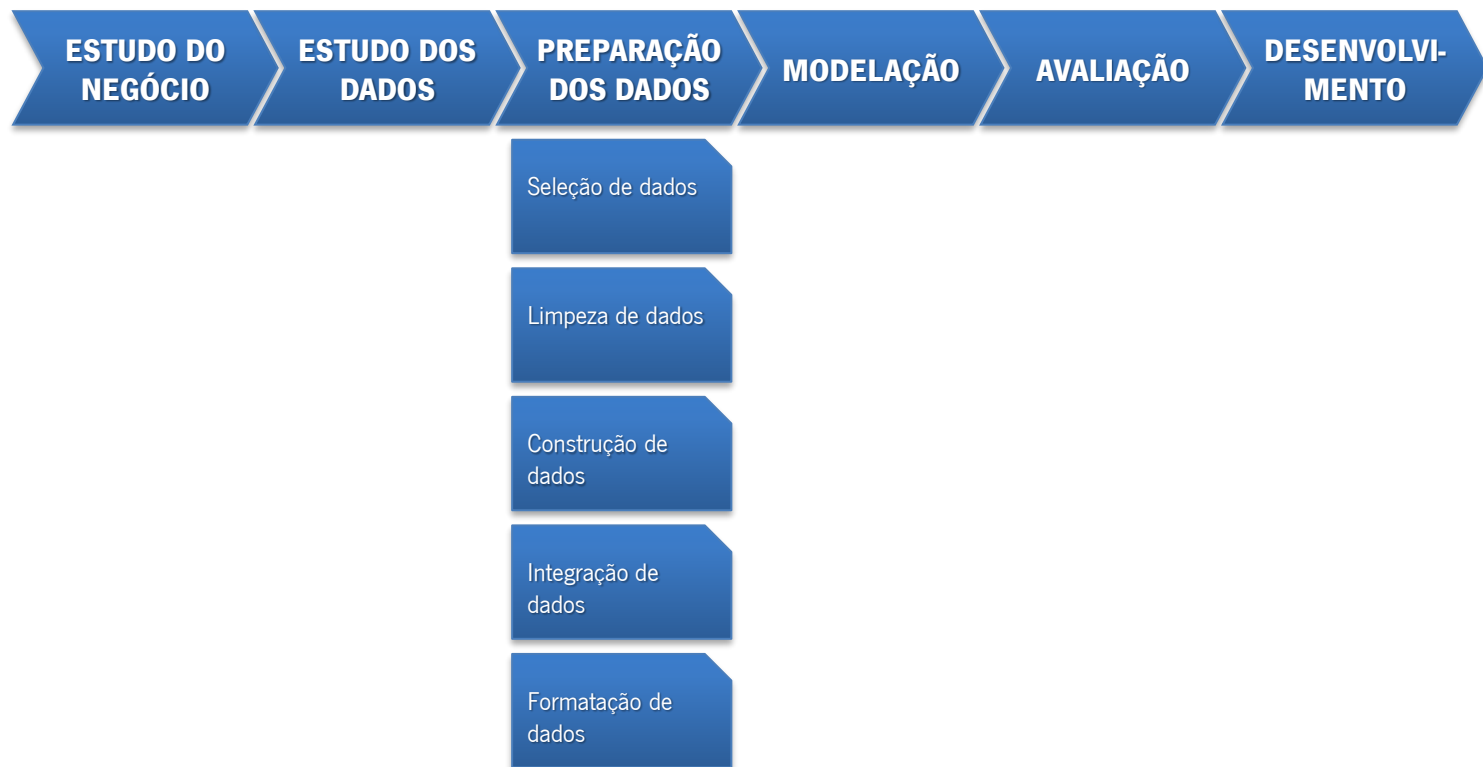 ESTUDO DO
NEGÓCIO
ESTUDO DOS
DADOS
PREPARAÇÃO
DOS DADOS
MODELAÇÃO
AVALIAÇÃO
DESENVOLVI-
MENTO
Seleção de dados
Limpeza de dados
Construção de
dados
Integração de
dados
Formatação de
dados